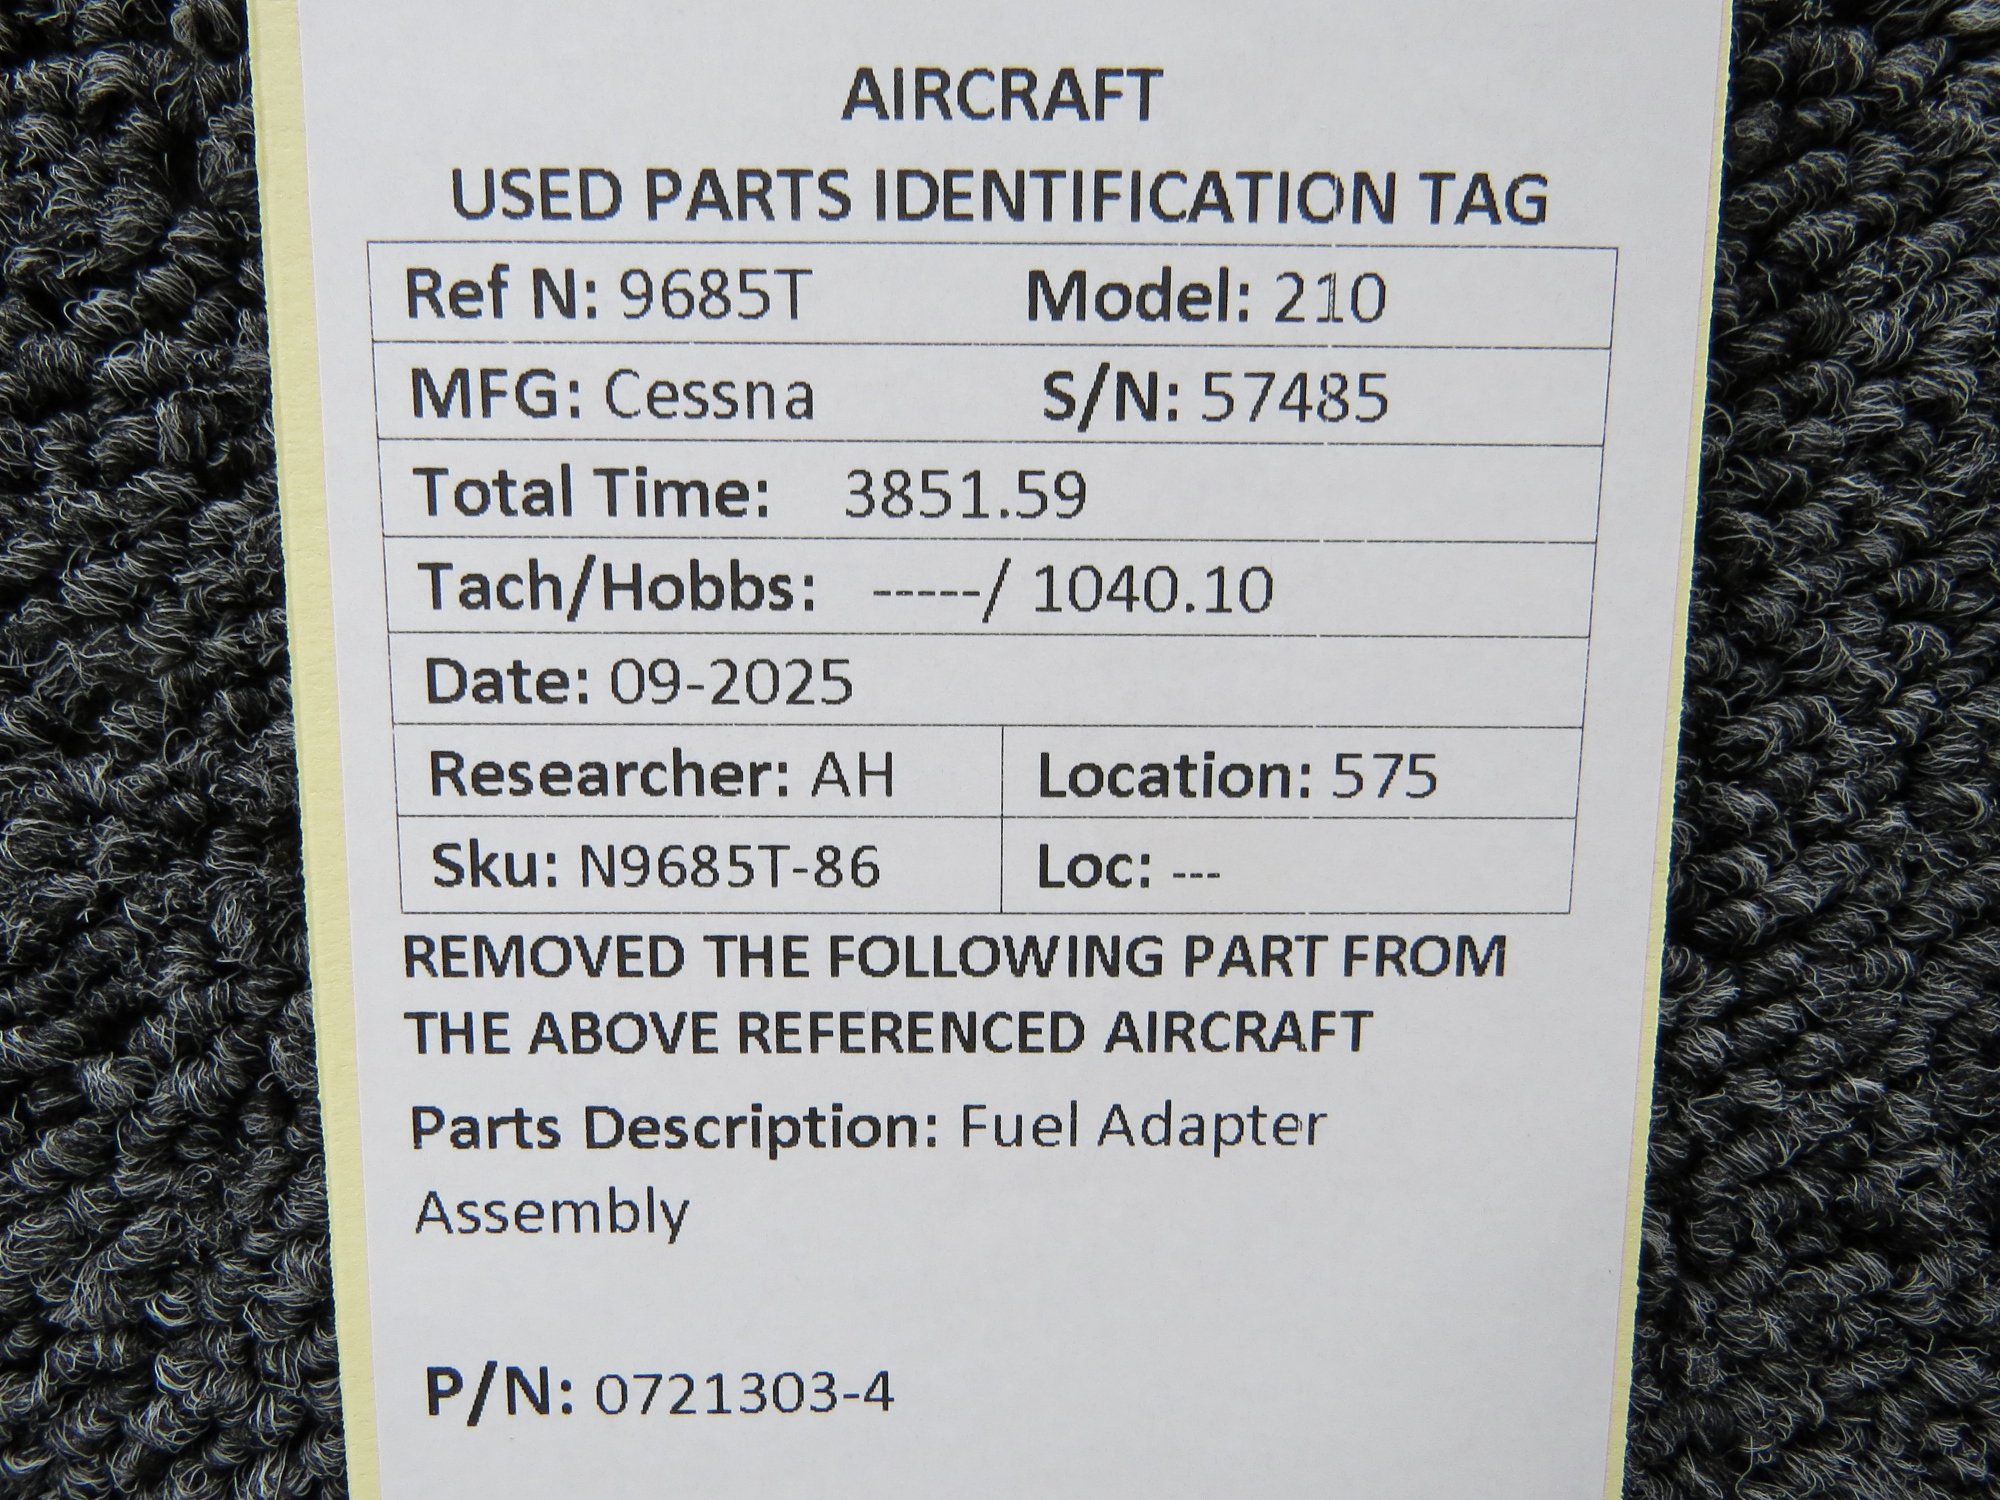 AIRCRAFT
USED PARTS IDENTIFICATION TAG
Ref N: 9685T Model: 210
MFG: Cessna S/N: 57485
Total Time: 3851.59
Tach/Hobbs: -----/ 1040.10
Date: 09-2025
Researcher: AH Location: 575
Sku: N9685T-86 Loc: ---
REMOVED THE FOLLOWING PART FROM
THE ABOVE REFERENCED AIRCRAFT
Parts Description: Fuel Adapter
Assembly
P/N: 0721303-4